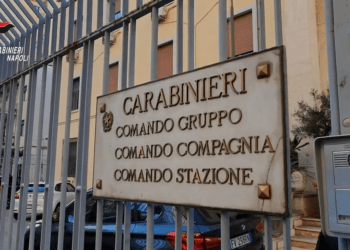 CARABINIERI
NAPOLI
CARABINIERI
COMANDO GRUPPO
COMANDO COMPAGNIA
COMANDO STAZIONE